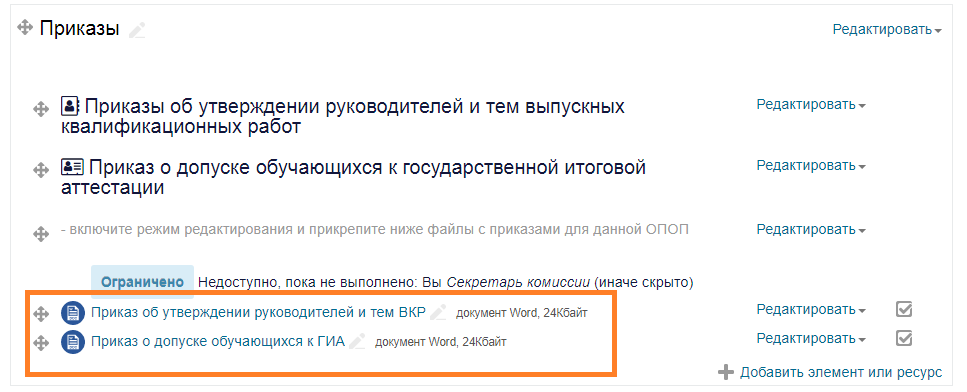 Приказы Редактировать
Приказы об утверждении руководителей и тем выпускных Редактировать
квалификационных работ
Приказ о допуске обучающихся к государственной итоговой Редактировать
аттестации
- включите режим редактирования и прикрепите ниже файлы с приказами для данной ОПОП Редактировать
Ограничено Недоступно, пока не выполнено: Вы Секретарь комиссии (иначе скрыто)
Приказ об утверждении руководителей и тем ВКР документ Word, 24Кбайт Редактировать
Приказ о допуске обучающихся к ГИА документ Word, 24Кбайт Редактировать
Добавить элемент или ресурс